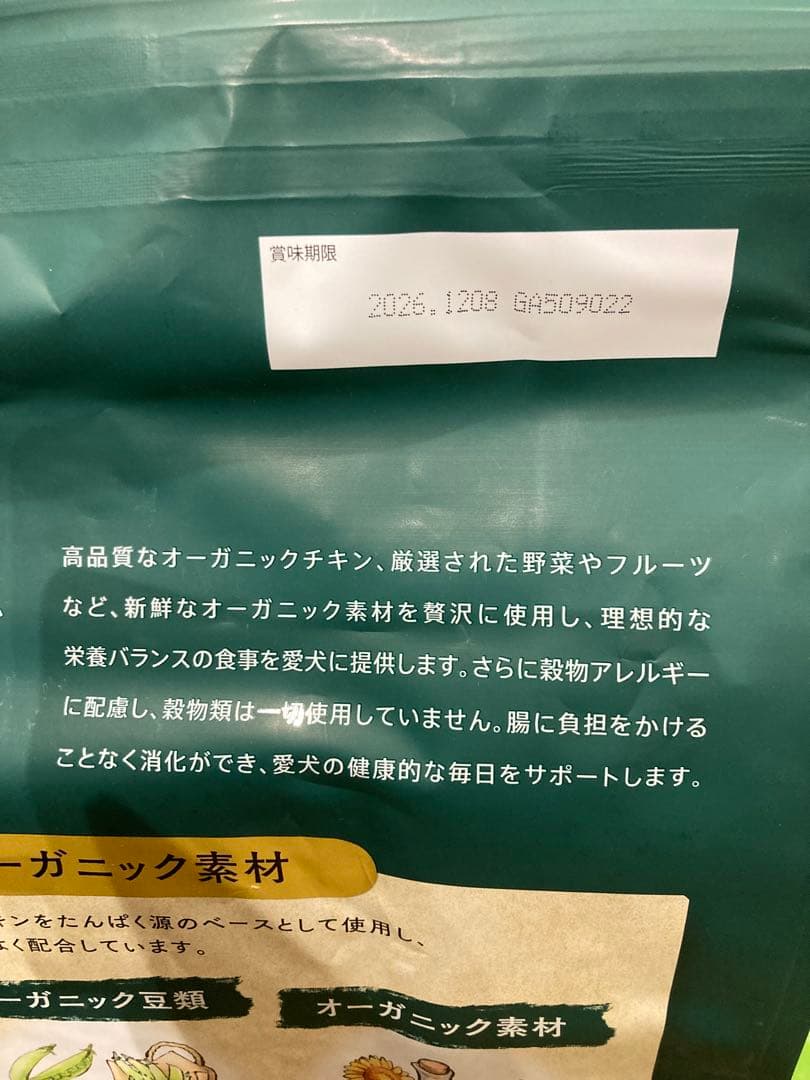 賞味期限
2026.1208 GA509022
高品質なオーガニックチキン、厳選された野菜やフルーツ
など、新鮮なオーガニック素材を贅沢に使用し、理想的な
栄養バランスの食事を愛犬に提供します。さらに穀物アレルギー
に配慮し、穀物類は一切使用していません。腸に負担をかける
ことなく消化ができ、愛犬の健康的な毎日をサポートします。
ーガニック素材
キンをたんぱく源のベースとして使用し、
なく配合しています。
ーガニック豆類
オーガニック素材